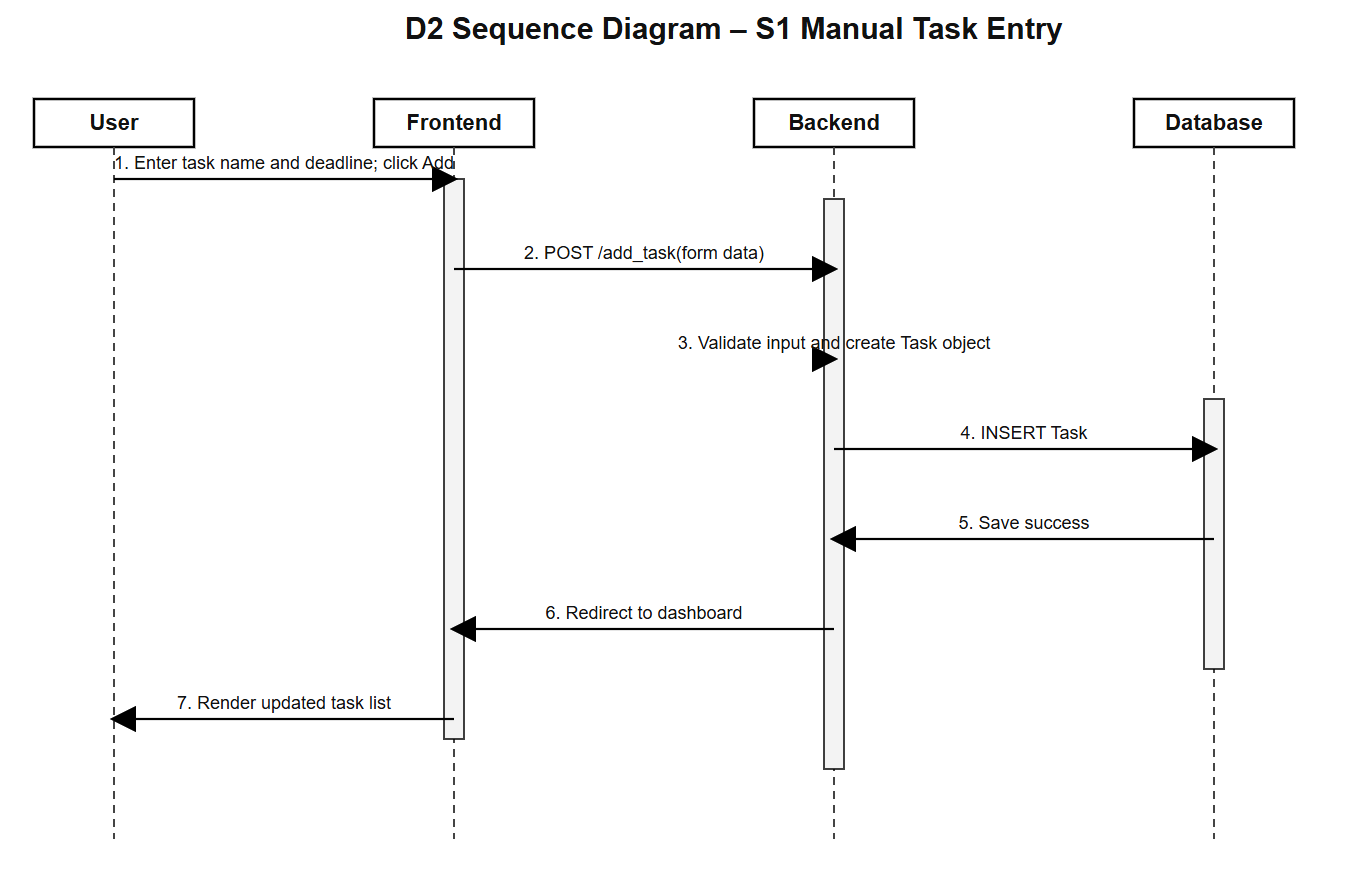 D2 Sequence Diagram – S1 Manual Task Entry
User
Frontend
Backend
Database
1. Enter task name and deadline; click Add
2. POST /add_task(form data)
3. Validate input and create Task object
4. INSERT Task
5. Save success
6. Redirect to dashboard
7. Render updated task list